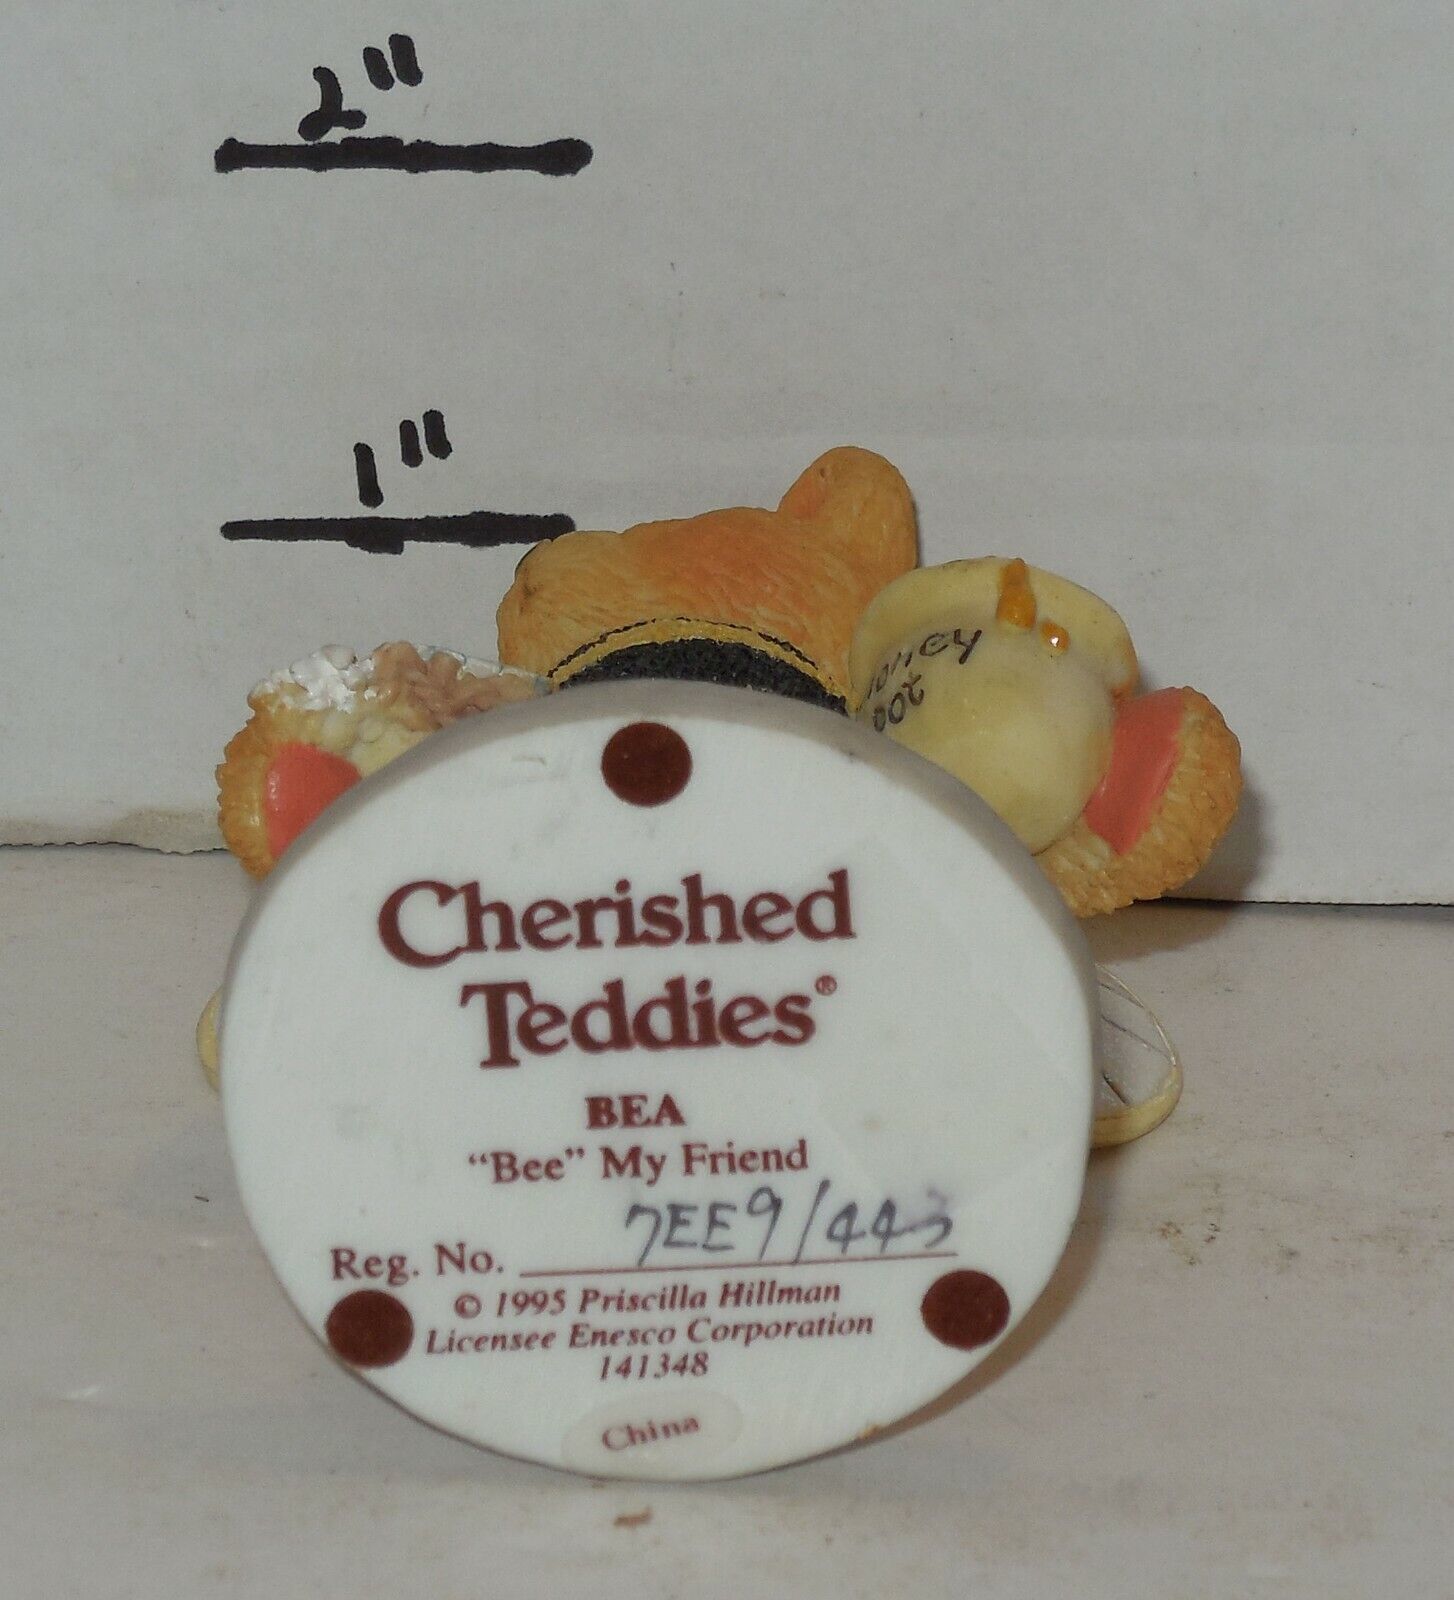 2"
1"
Honey
Pot
Cherished
Teddies®
BEA
"Bee" My Friend
Reg. No. 7EE9/443
© 1995 Priscilla Hillman
Licensee Enesco Corporation
141348
China